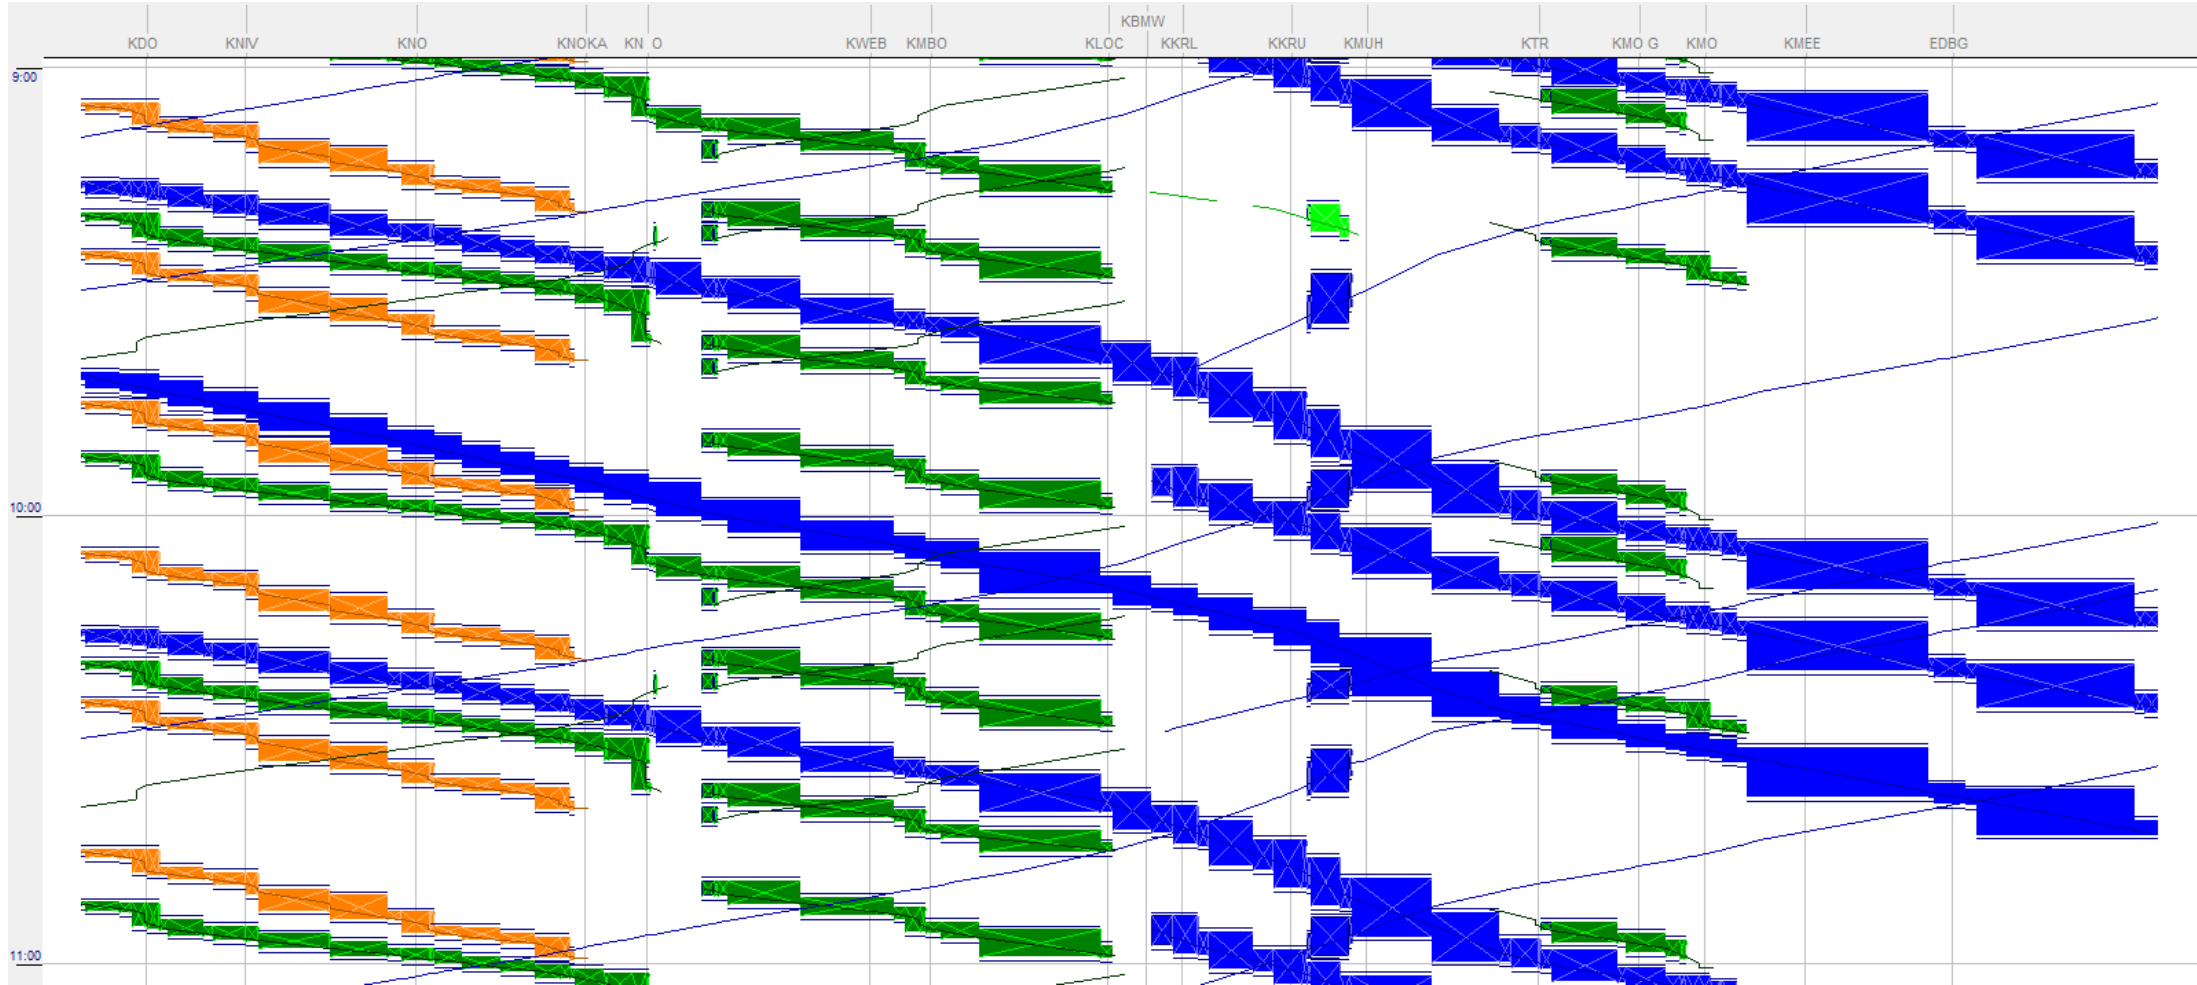 KBMW
KDO KNIV KNO KNOKA KN O KWEB KMBO KLOC KKRL KKRU KMUH KTR KMO G KMO KMEE EDBG
9:00
10:00
11:00